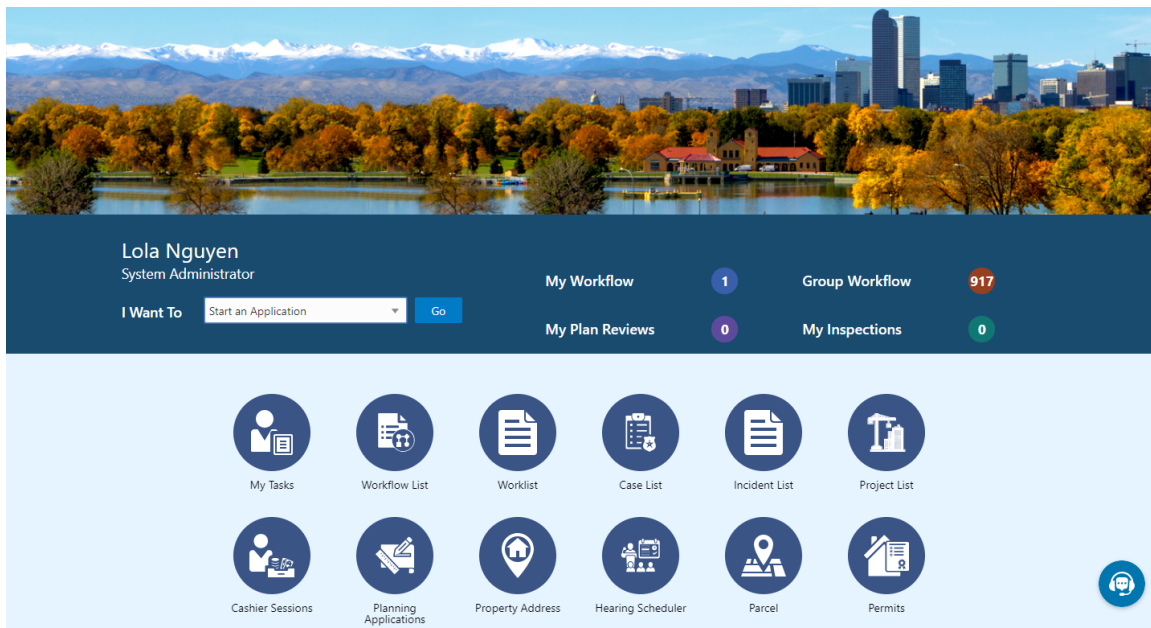 Lola Nguyen
System Administrator
I Want To Start an Application Go
My Workflow 1 Group Workflow 917
My Plan Reviews 0 My Inspections 0
My Tasks Workflow List Worklist Case List Incident List Project List
Cashier Sessions Planning Property Address Hearing Scheduler Parcel Permits
Applications